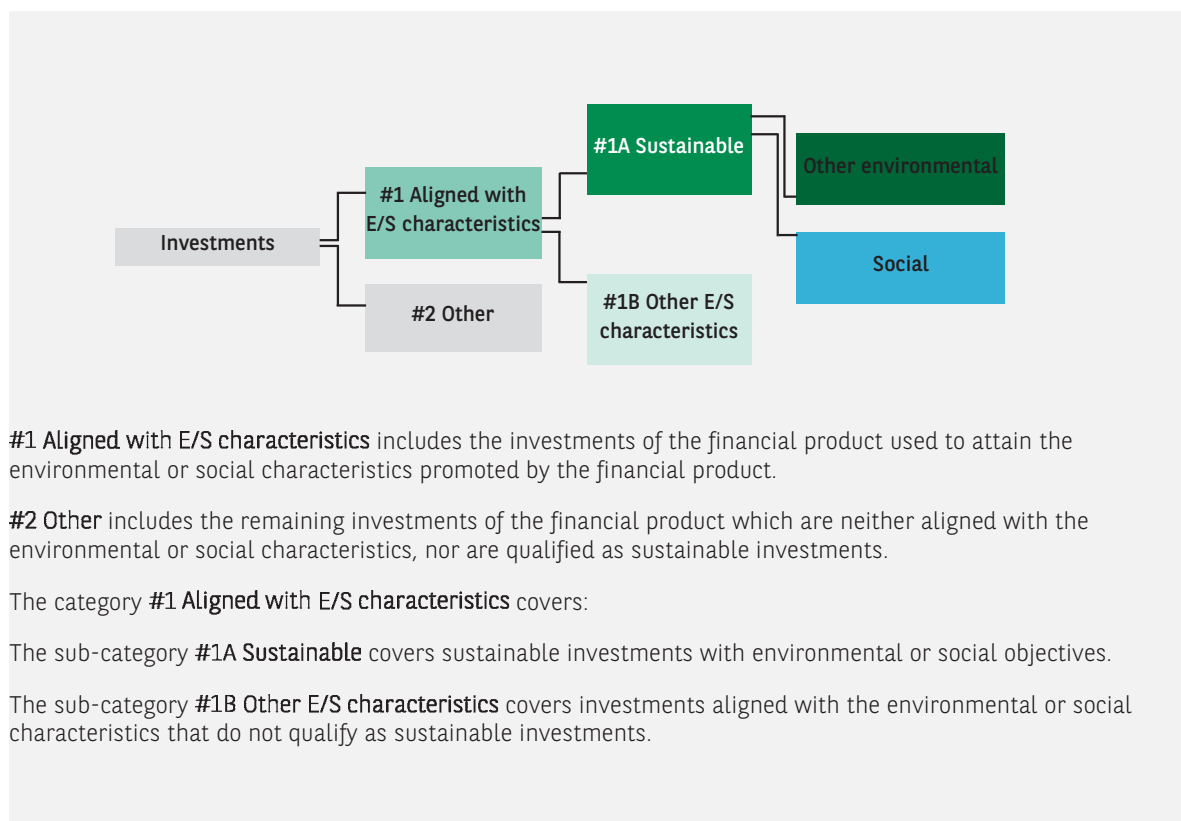 #1A Sustainable
Other environmental
#1 Aligned with
E/S characteristics
Investments
Social
#2 Other
#1B Other E/S
characteristics
#1 Aligned with E/S characteristics includes the investments of the financial product used to attain the
environmental or social characteristics promoted by the financial product.
#2 Other includes the remaining investments of the financial product which are neither aligned with the
environmental or social characteristics, nor are qualified as sustainable investments.
The category #1 Aligned with E/S characteristics covers:
The sub-category #1A Sustainable covers sustainable investments with environmental or social objectives.
The sub-category #1B Other E/S characteristics covers investments aligned with the environmental or social
characteristics that do not qualify as sustainable investments.